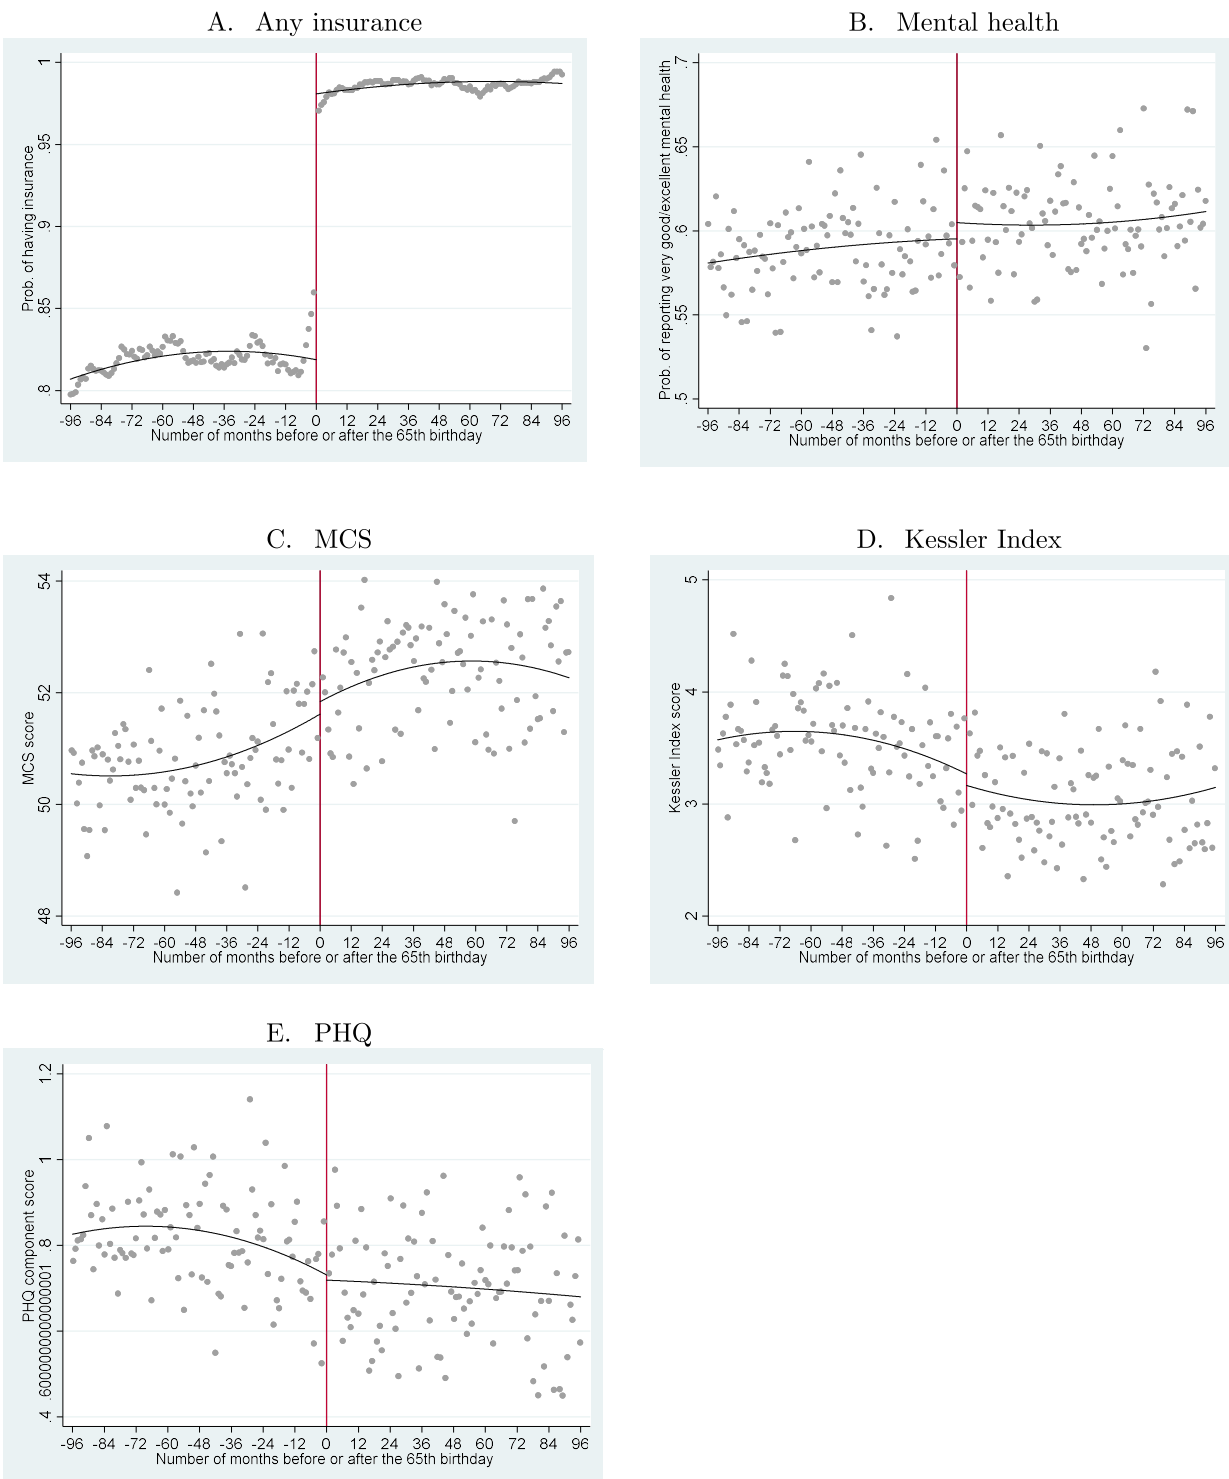 A. Any insurance
Prob. of having insurance
1
.95
.9
.85
.8
-96 -84 -72 -60 -48 -36 -24 -12 0 12 24 36 48 60 72 84 96
Number of months before or after the 65th birthday
B. Mental health
Prob. of reporting very good/excellent mental health
.7
.65
.6
.55
.5
-96 -84 -72 -60 -48 -36 -24 -12 0 12 24 36 48 60 72 84 96
Number of months before or after the 65th birthday
C. MCS
MCS score
54
52
50
48
-96 -84 -72 -60 -48 -36 -24 -12 0 12 24 36 48 60 72 84 96
Number of months before or after the 65th birthday
D. Kessler Index
Kessler Index score
5
4
3
2
-96 -84 -72 -60 -48 -36 -24 -12 0 12 24 36 48 60 72 84 96
Number of months before or after the 65th birthday
E. PHQ
PHQ component score
1.2
1
.8
.4
-96 -84 -72 -60 -48 -36 -24 -12 0 12 24 36 48 60 72 84 96
Number of months before or after the 65th birthday